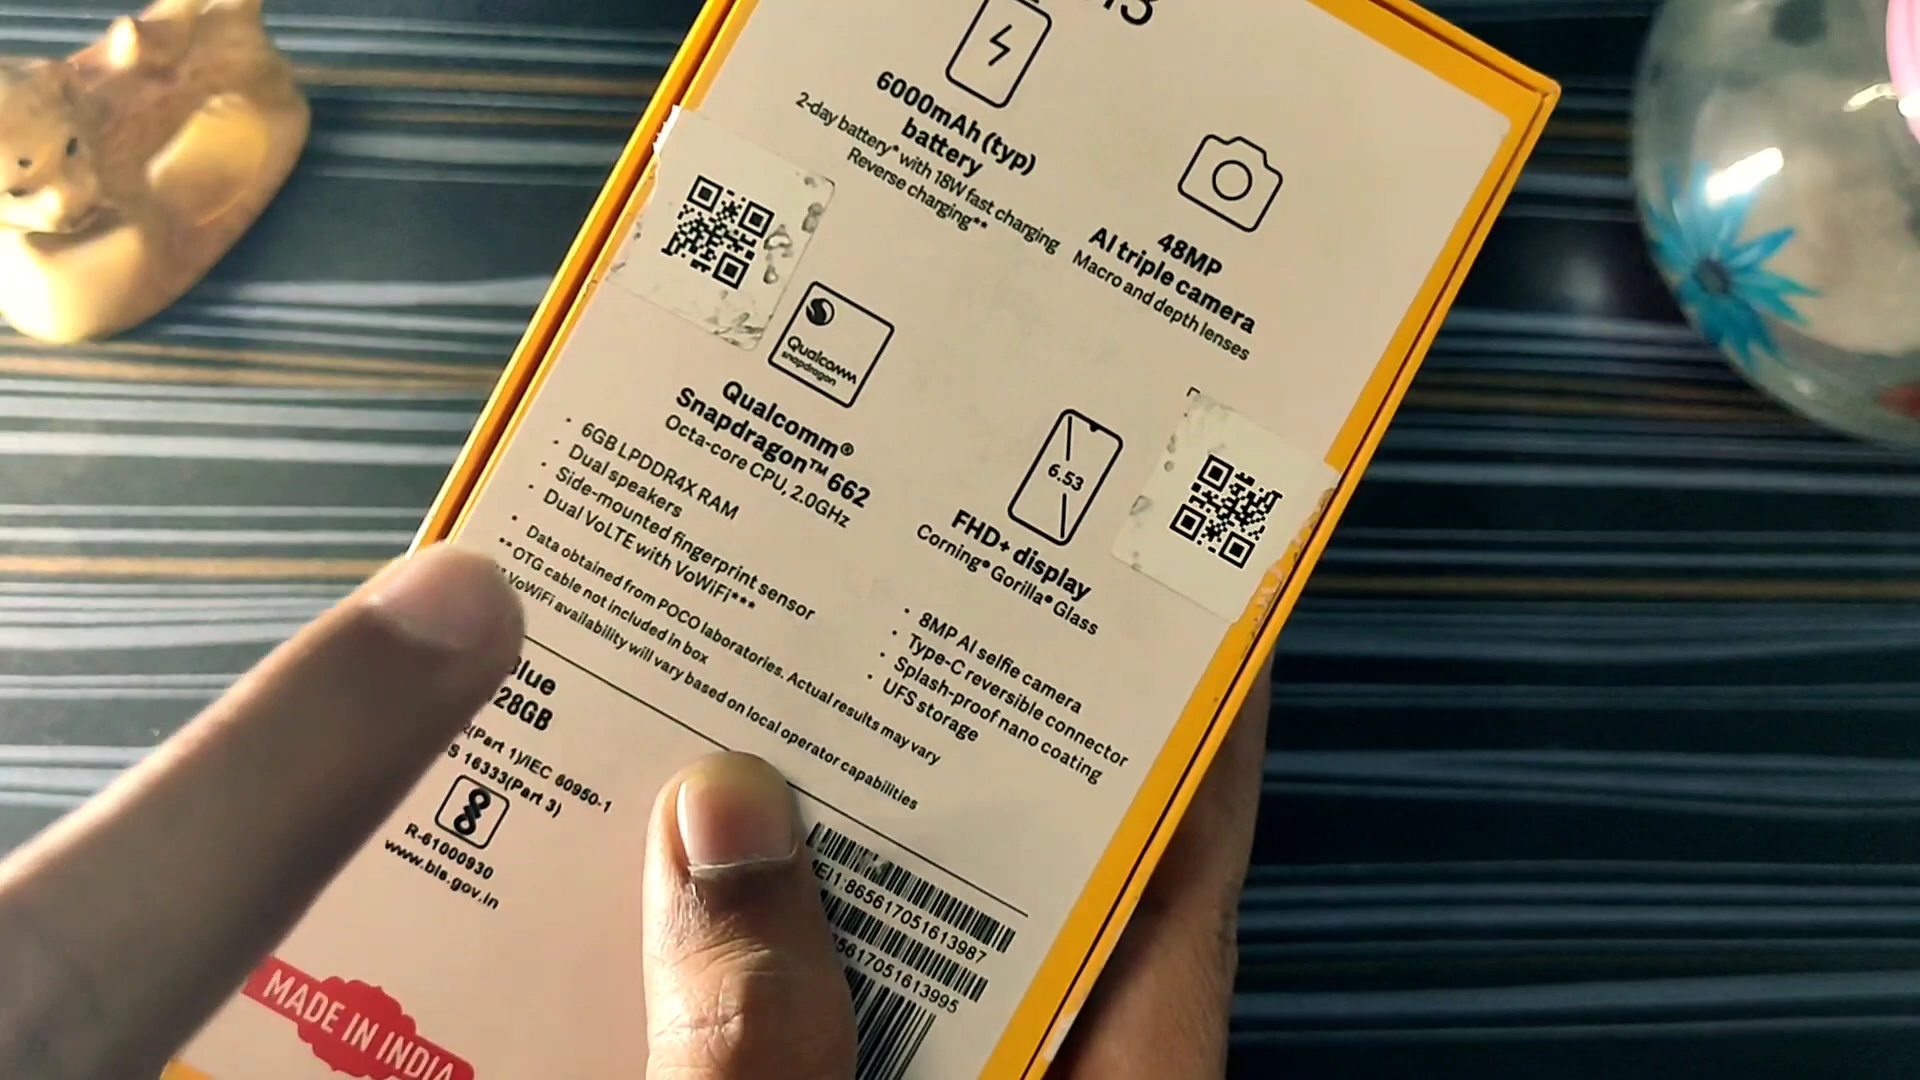 6000mAh (typ)
battery
2-day battery* with 18W fast charging
Reverse charging**
48MP
AI triple camera
Macro and depth lenses
Qualcomm
snapdragon
Qualcomm®
Snapdragon™ 662
Octa-core CPU, 2.0GHz
6.53
FHD+ display
Corning® Gorilla® Glass
· 6GB LPDDR4X RAM
· Dual speakers
· Side-mounted fingerprint sensor
· Dual VoLTE with VoWiFi***
· 8MP AI selfie camera
· Type-C reversible connector
· Splash-proof nano coating
· UFS storage
Data obtained from POCO laboratories. Actual results may vary
** OTG cable not included in box
VoWiFi availability will vary based on local operator capabilities
Blue
28GB
(Part 1)/IEC 60950-1
S 16333(Part 3)
R-61000930
www.bis.gov.in
MEI1:865617051613987
5617051613995
MADE IN INDIA